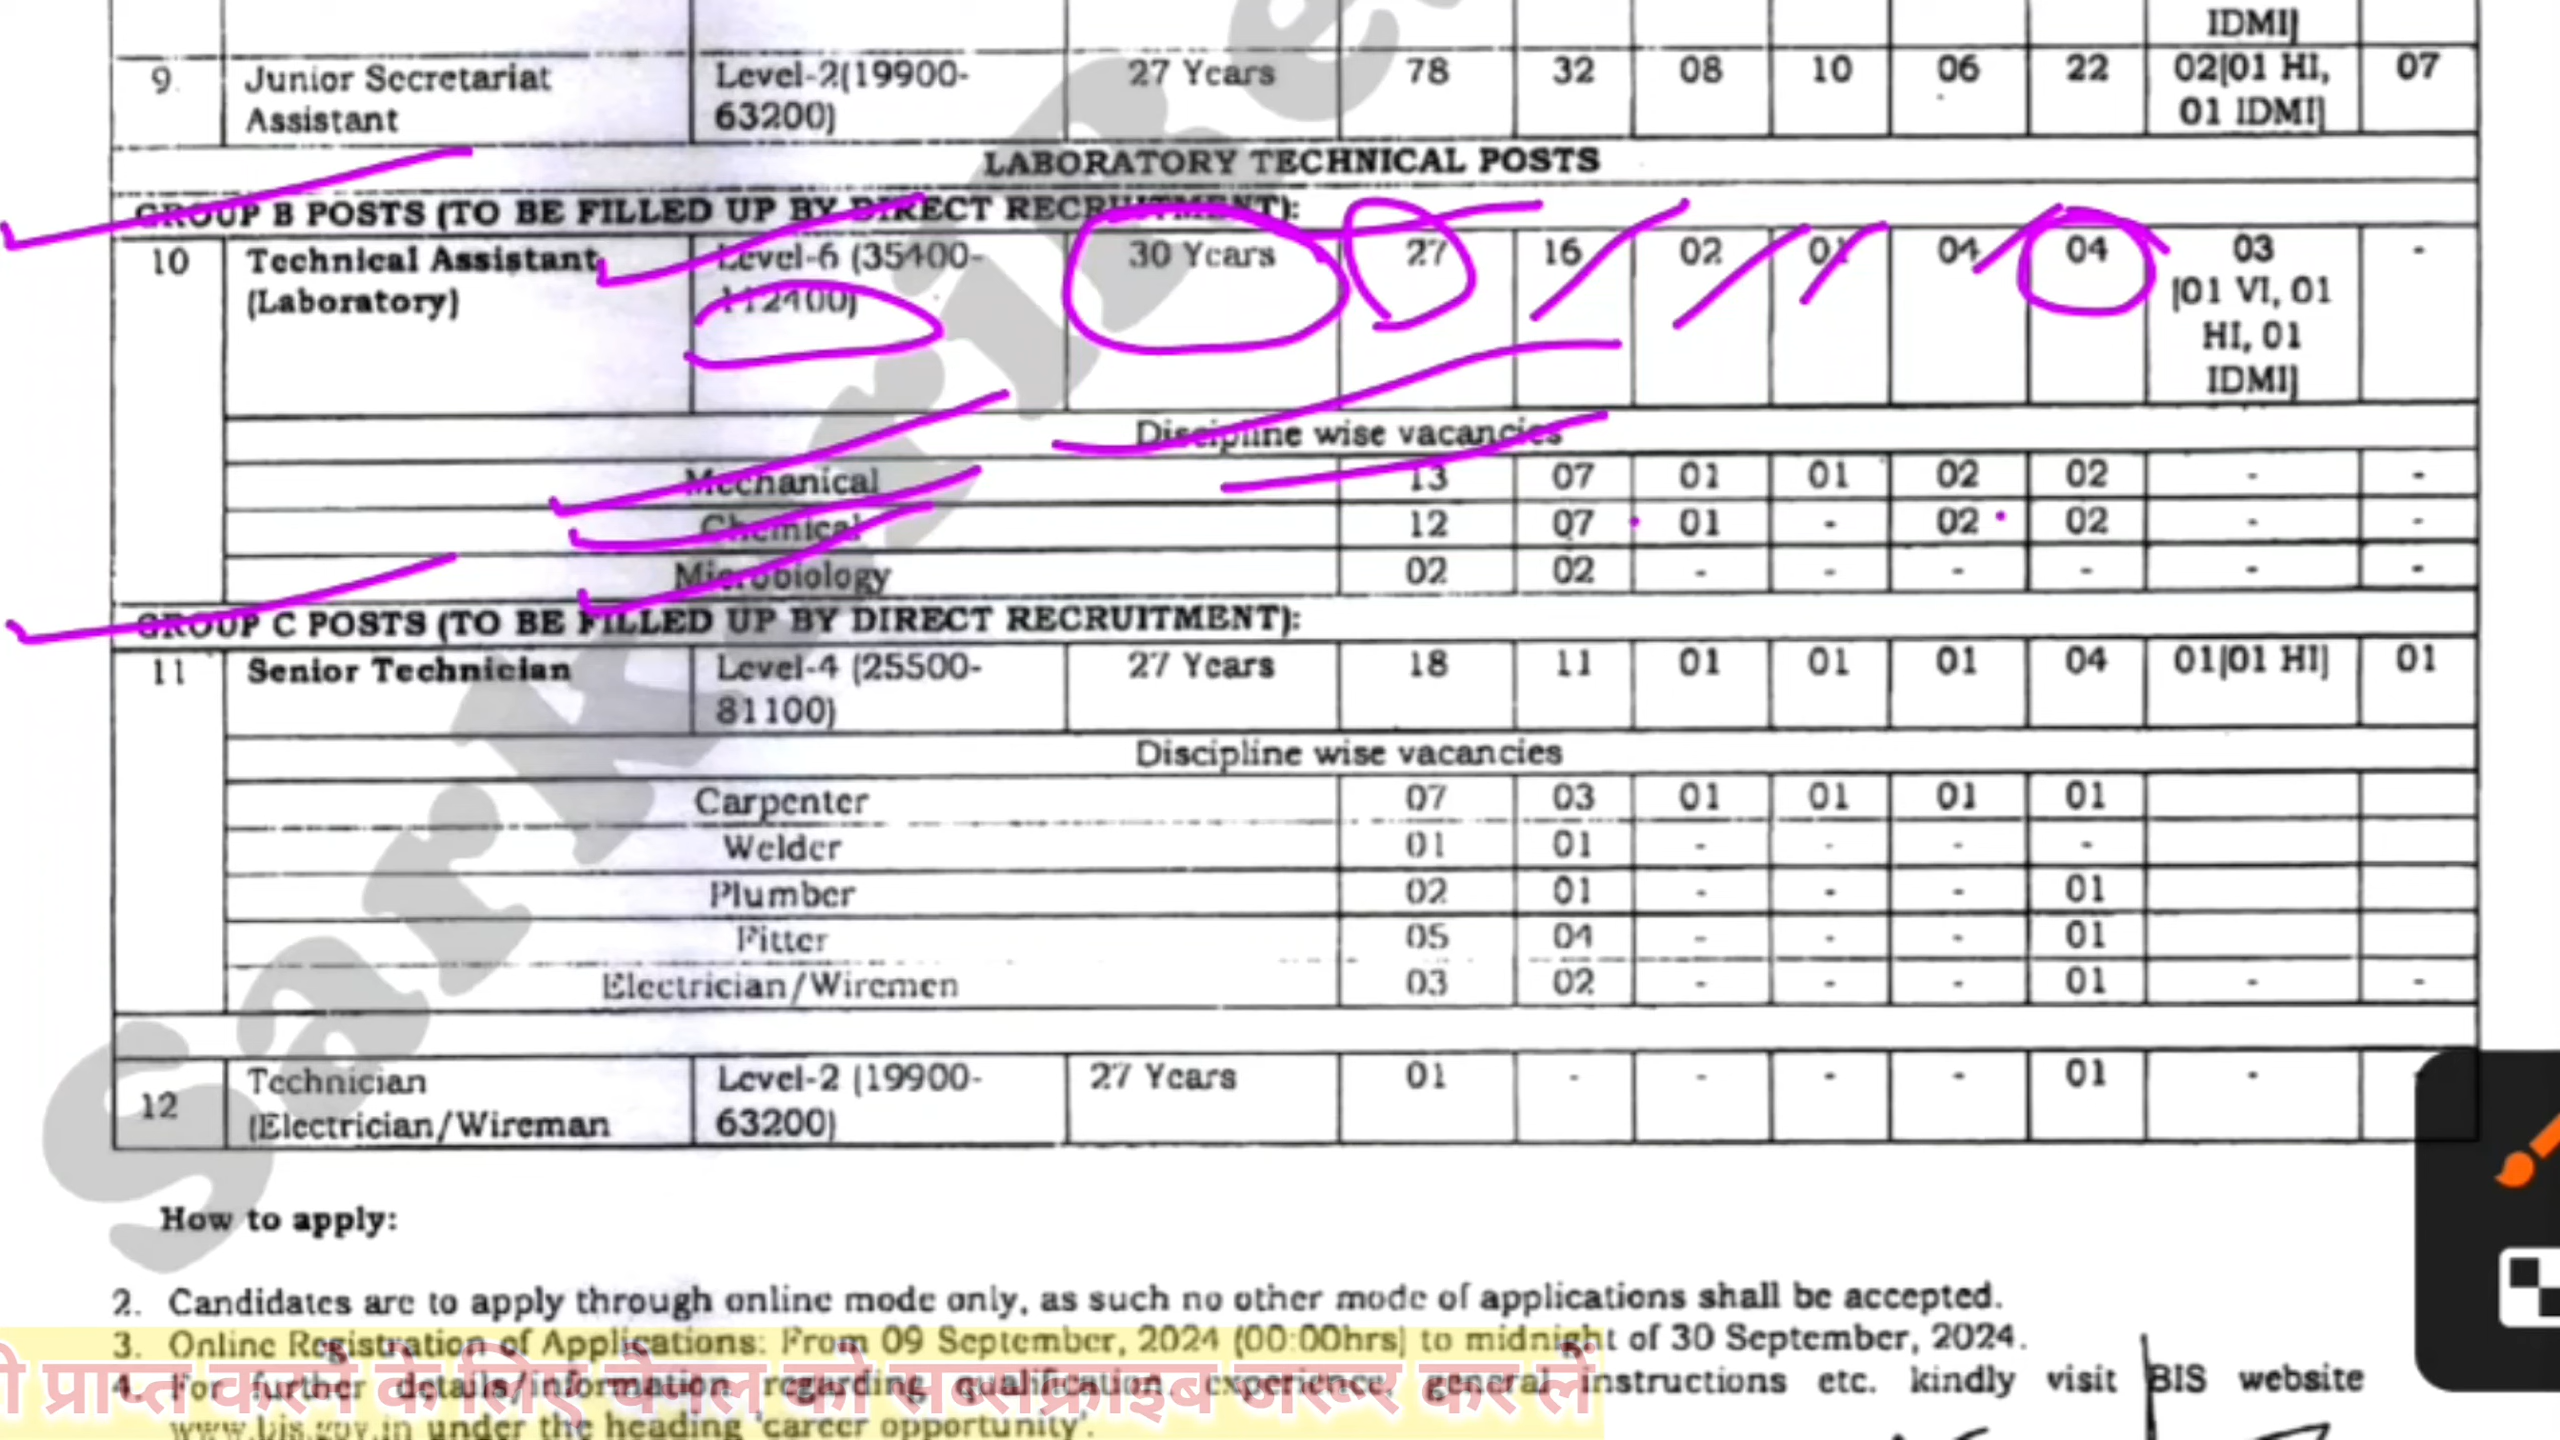 IDMI]
9. Junior Secretariat Assistant Level-2(19900-63200) 27 Years 78 32 08 10 06 22 02[01 HI, 01 IDMI] 07
LABORATORY TECHNICAL POSTS
GROUP B POSTS (TO BE FILLED UP BY DIRECT RECRUITMENT):
10 Technical Assistant (Laboratory) Level-6 (35400-112400) 30 Years 27 16 02 01 04 04 03 [01 VI, 01 HI, 01 IDMI] -
Discipline wise vacancies
Mechanical 13 07 01 01 02 02 - -
Chemical 12 07 01 - 02 02 - -
Microbiology 02 02 - - - - - -
GROUP C POSTS (TO BE FILLED UP BY DIRECT RECRUITMENT):
11 Senior Technician Level-4 (25500-81100) 27 Years 18 11 01 01 01 04 01[01 HI] 01
Discipline wise vacancies
Carpenter 07 03 01 01 01 01
Welder 01 01 - - - -
Plumber 02 01 - - - 01
Fitter 05 04 - - - 01
Electrician/Wiremen 03 02 - - - 01 - -
12 Technician (Electrician/Wireman Level-2 (19900-63200) 27 Years 01 - - - - 01 -
How to apply:
2. Candidates are to apply through online mode only, as such no other mode of applications shall be accepted.
3. Online Registration of Applications: From 09 September, 2024 (00:00hrs) to midnight of 30 September, 2024.
प्राप्त करने के लिए चैनल को सब्सक्राइब जरूर कर लें
4. For further details/information regarding qualification, experience, general instructions etc. kindly visit BIS website
www.bis.gov.in under the heading 'career opportunity'.
Sarkari